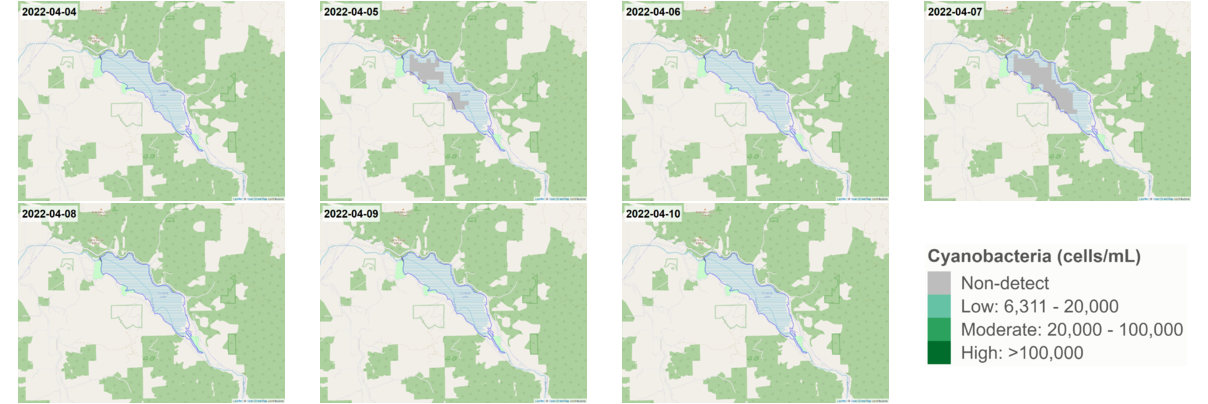 2022-04-04
2022-04-05
2022-04-06
2022-04-07
2022-04-08
2022-04-09
2022-04-10
Cyanobacteria (cells/mL)
Non-detect
Low: 6,311 - 20,000
Moderate: 20,000 - 100,000
High: >100,000